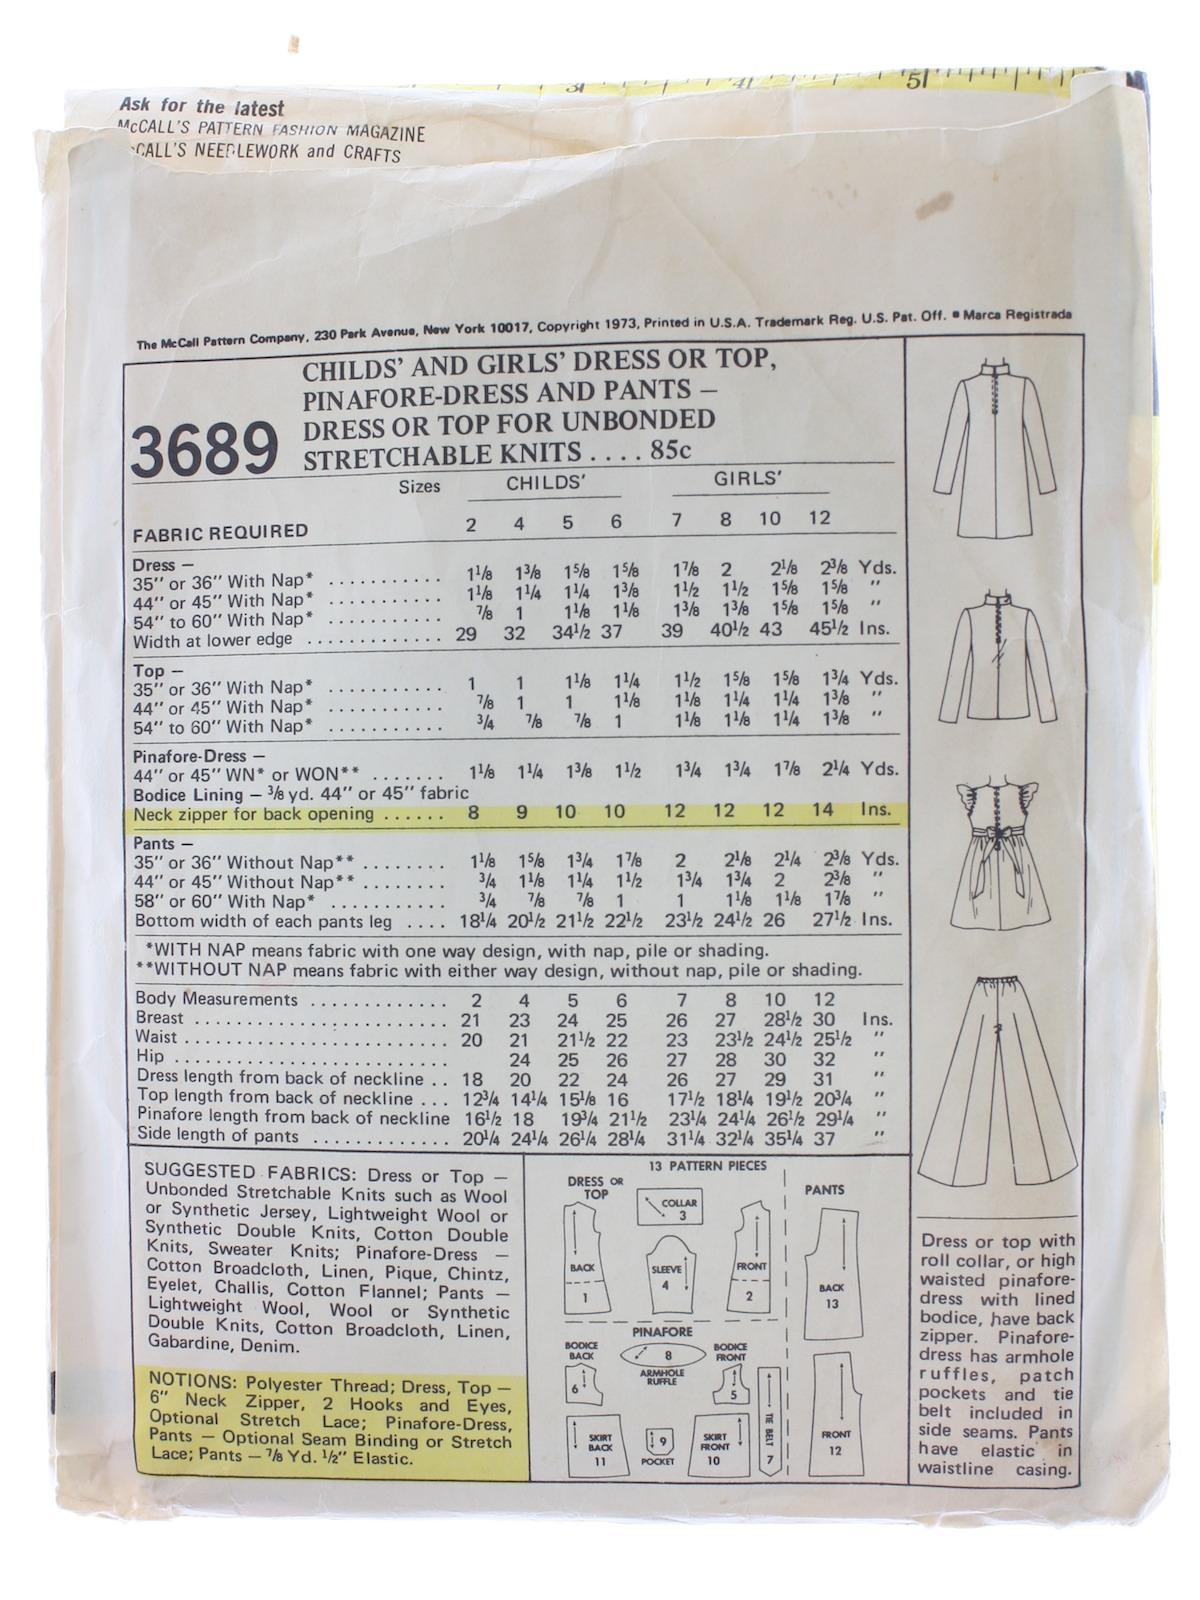 3 4 5
Ask for the latest
McCALL'S PATTERN FASHION MAGAZINE
McCALL'S NEEDLEWORK and CRAFTS
The McCall Pattern Company, 230 Park Avenue, New York 10017, Copyright 1973, Printed in U.S.A. Trademark Reg. U.S. Pat. Off. ■ Marca Registrada
3689
CHILDS' AND GIRLS' DRESS OR TOP,
PINAFORE-DRESS AND PANTS –
DRESS OR TOP FOR UNBONDED
STRETCHABLE KNITS .... 85c
Sizes CHILDS' GIRLS'
FABRIC REQUIRED 2 4 5 6 7 8 10 12
Dress –
35" or 36" With Nap* ........... 1⅛ 1⅜ 1⅝ 1⅝ 1⅞ 2 2⅛ 2⅜ Yds.
44" or 45" With Nap* ........... 1⅛ 1¼ 1¼ 1⅜ 1½ 1½ 1⅝ 1⅝ "
54" to 60" With Nap* ........... ⅞ 1 1⅛ 1⅛ 1⅜ 1⅜ 1⅝ 1⅝ "
Width at lower edge ............. 29 32 34½ 37 39 40½ 43 45½ Ins.
Top –
35" or 36" With Nap* ........... 1 1 1⅛ 1¼ 1½ 1⅝ 1⅝ 1¾ Yds.
44" or 45" With Nap* ........... ⅞ 1 1 1⅛ 1⅛ 1¼ 1¼ 1⅜ "
54" to 60" With Nap* ........... ¾ ⅞ ⅞ 1 1⅛ 1⅛ 1¼ 1⅜ "
Pinafore-Dress –
44" or 45" WN* or WON** ....... 1⅛ 1¼ 1⅜ 1½ 1¾ 1¾ 1⅞ 2¼ Yds.
Bodice Lining – ⅜ yd. 44" or 45" fabric
Neck zipper for back opening ...... 8 9 10 10 12 12 12 14 Ins.
Pants –
35" or 36" Without Nap** ........ 1⅛ 1⅝ 1¾ 1⅞ 2 2⅛ 2¼ 2⅜ Yds.
44" or 45" Without Nap** ........ ¾ 1⅛ 1¼ 1½ 1¾ 1¾ 2 2⅜ "
58" or 60" With Nap* ........... ¾ ⅞ ⅞ 1 1 1⅛ 1⅛ 1⅞ "
Bottom width of each pants leg .... 18¼ 20½ 21½ 22½ 23½ 24½ 26 27½ Ins.
*WITH NAP means fabric with one way design, with nap, pile or shading.
**WITHOUT NAP means fabric with either way design, without nap, pile or shading.
Body Measurements ............. 2 4 5 6 7 8 10 12
Breast ........................ 21 23 24 25 26 27 28½ 30 Ins.
Waist ......................... 20 21 21½ 22 23 23½ 24½ 25½ "
Hip .......................... 24 25 26 27 28 30 32 "
Dress length from back of neckline .. 18 20 22 24 26 27 29 31 "
Top length from back of neckline ... 12¾ 14¼ 15⅛ 16 17½ 18¼ 19½ 20¾ "
Pinafore length from back of neckline 16½ 18 19¾ 21½ 23¼ 24¼ 26½ 29¼ "
Side length of pants ............. 20¼ 24¼ 26¼ 28¼ 31¼ 32¼ 35¼ 37 "
SUGGESTED FABRICS: Dress or Top –
Unbonded Stretchable Knits such as Wool
or Synthetic Jersey, Lightweight Wool or
Synthetic Double Knits, Cotton Double
Knits, Sweater Knits; Pinafore-Dress –
Cotton Broadcloth, Linen, Pique, Chintz,
Eyelet, Challis, Cotton Flannel; Pants –
Lightweight Wool, Wool or Synthetic
Double Knits, Cotton Broadcloth, Linen,
Gabardine, Denim.
NOTIONS: Polyester Thread; Dress, Top –
6" Neck Zipper, 2 Hooks and Eyes,
Optional Stretch Lace; Pinafore-Dress,
Pants – Optional Seam Binding or Stretch
Lace; Pants – ⅞ Yd. ½" Elastic.
13 PATTERN PIECES
DRESS OR
TOP
COLLAR
3
BACK
1
SLEEVE
4
FRONT
2
PINAFORE
BODICE
BACK
6
8
ARMHOLE
RUFFLE
BODICE
FRONT
5
SKIRT
BACK
11
9
POCKET
SKIRT
FRONT
10
TIE BELT
7
PANTS
BACK
13
FRONT
12
Dress or top with
roll collar, or high
waisted pinafore-
dress with lined
bodice, have back
zipper. Pinafore-
dress has armhole
ruffles, patch
pockets and tie
belt included in
side seams. Pants
have elastic in
waistline casing.